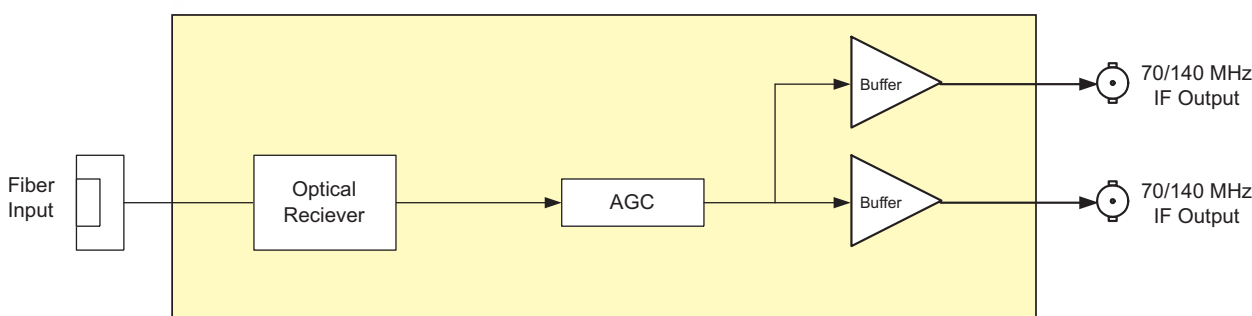 Buffer
70/140 MHz
IF Output
Fiber
Input
Optical
Reciever
AGC
Buffer
70/140 MHz
IF Output